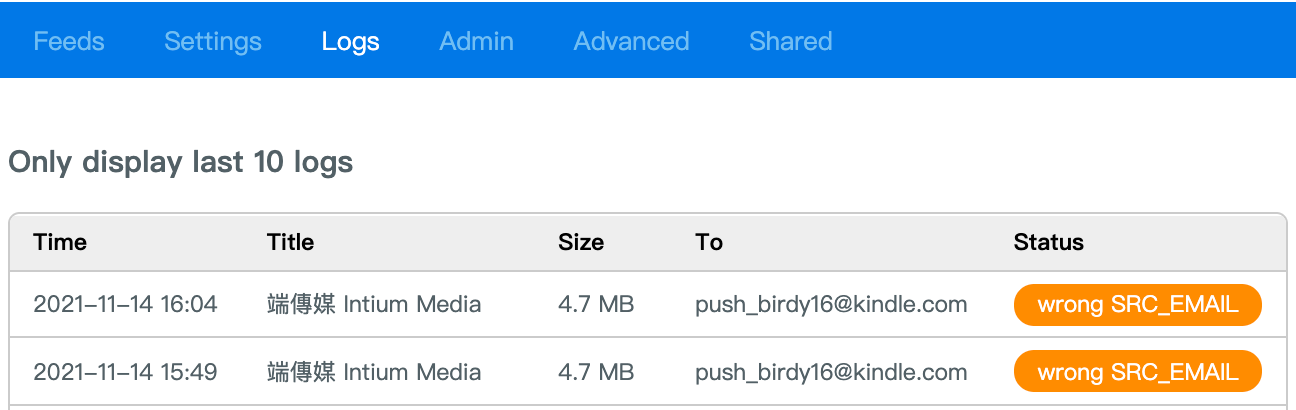 Feeds Settings Logs Admin Advanced Shared
Only display last 10 logs
Time Title Size To Status
2021-11-14 16:04 端傳媒 Intium Media 4.7 MB push_birdy16@kindle.com wrong SRC_EMAIL
2021-11-14 15:49 端傳媒 Intium Media 4.7 MB push_birdy16@kindle.com wrong SRC_EMAIL